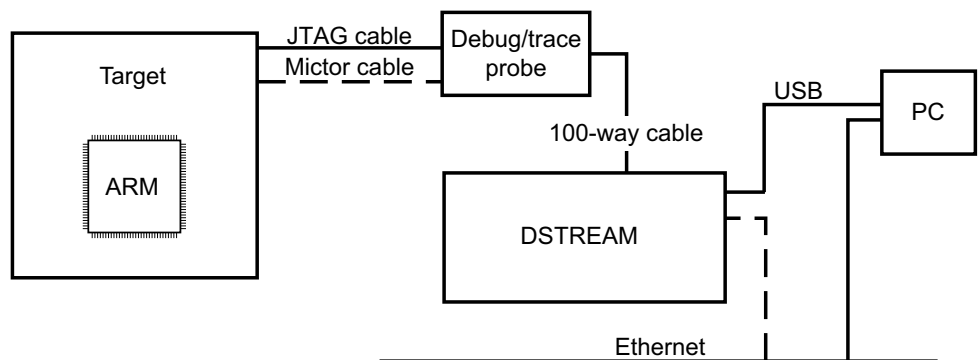 JTAG cable
Mictor cable
Target
ARM
Debug/trace
probe
100-way cable
USB
PC
DSTREAM
Ethernet